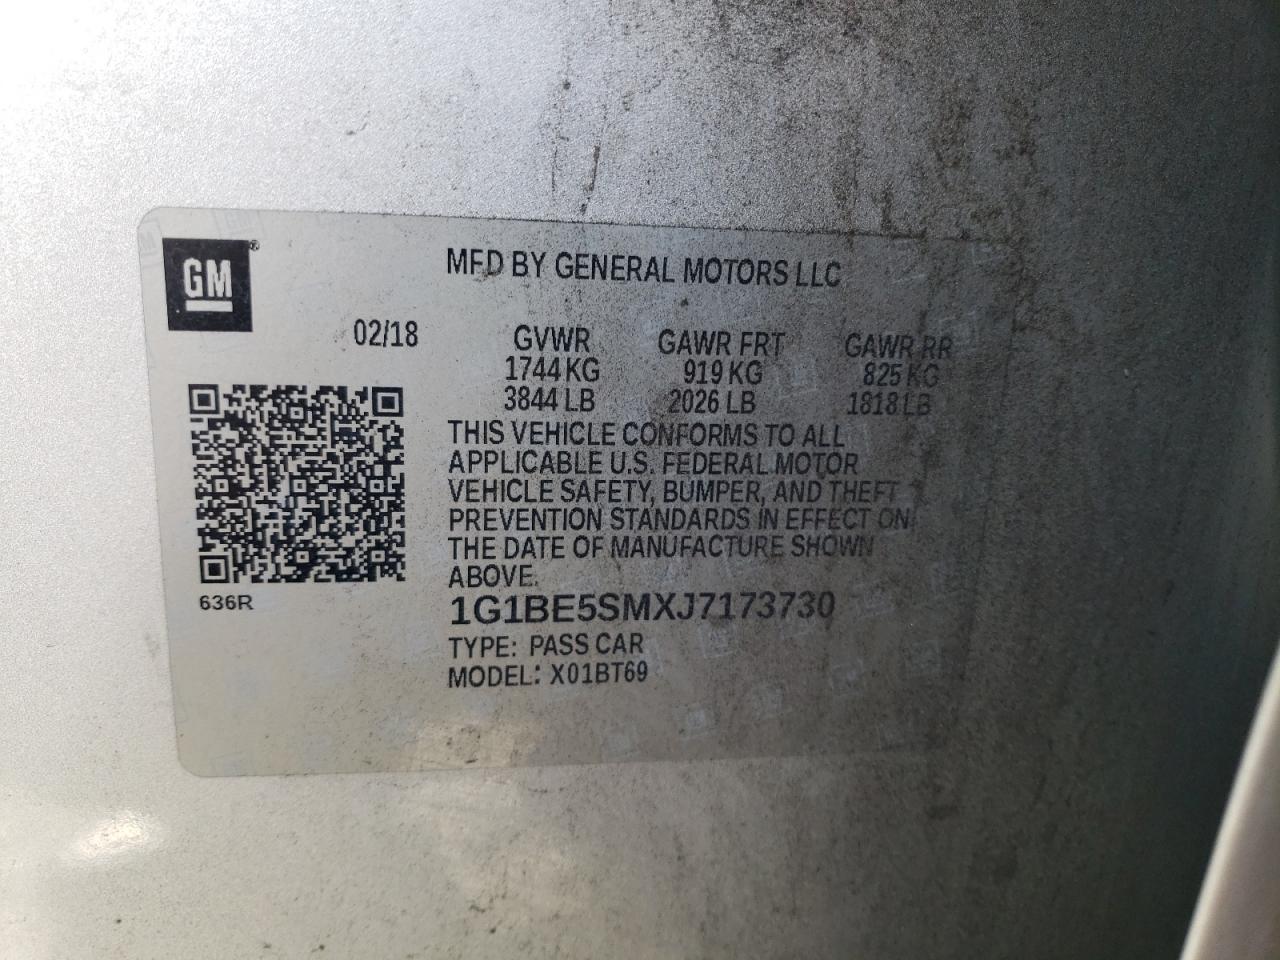 GM®
MFD BY GENERAL MOTORS LLC
02/18
GVWR GAWR FRT GAWR RR
1744 KG 919 KG 825 KG
3844 LB 2026 LB 1818 LB
THIS VEHICLE CONFORMS TO ALL
APPLICABLE U.S. FEDERAL MOTOR
VEHICLE SAFETY, BUMPER, AND THEFT
PREVENTION STANDARDS IN EFFECT ON
THE DATE OF MANUFACTURE SHOWN
ABOVE.
636R
1G1BE5SMXJ7173730
TYPE: PASS CAR
MODEL: X01BT69